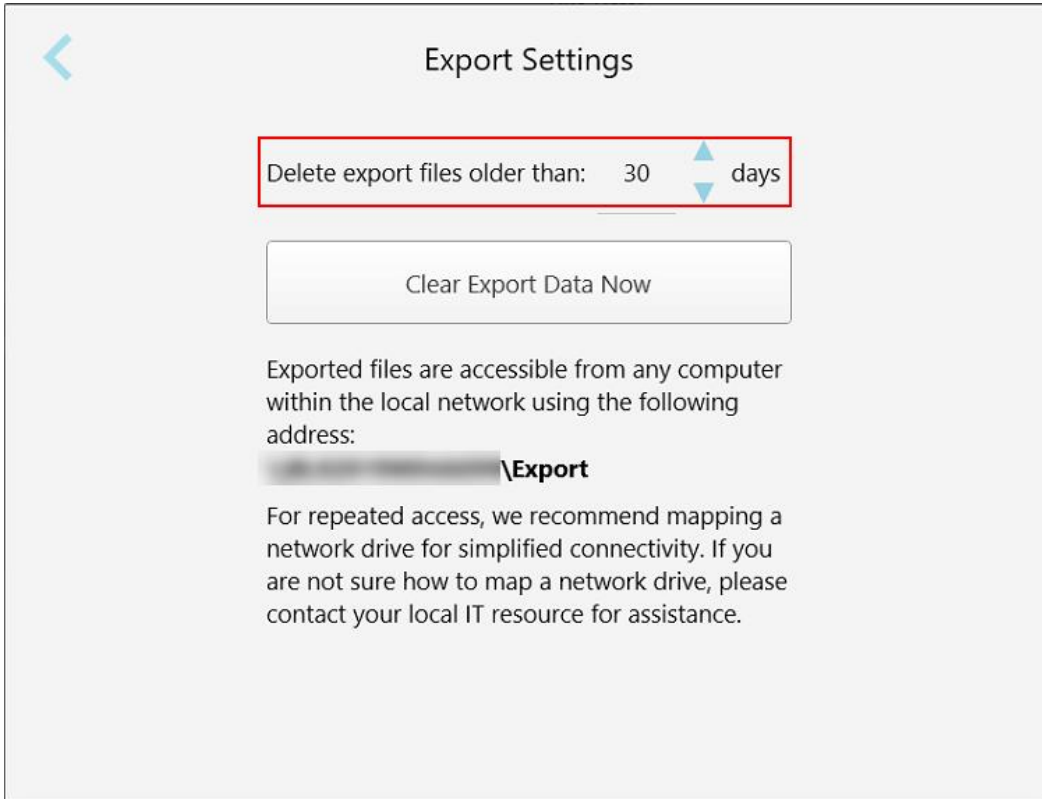 Export Settings
Delete export files older than: 30 days
Clear Export Data Now
Exported files are accessible from any computer
within the local network using the following
address:
\Export
For repeated access, we recommend mapping a
network drive for simplified connectivity. If you
are not sure how to map a network drive, please
contact your local IT resource for assistance.